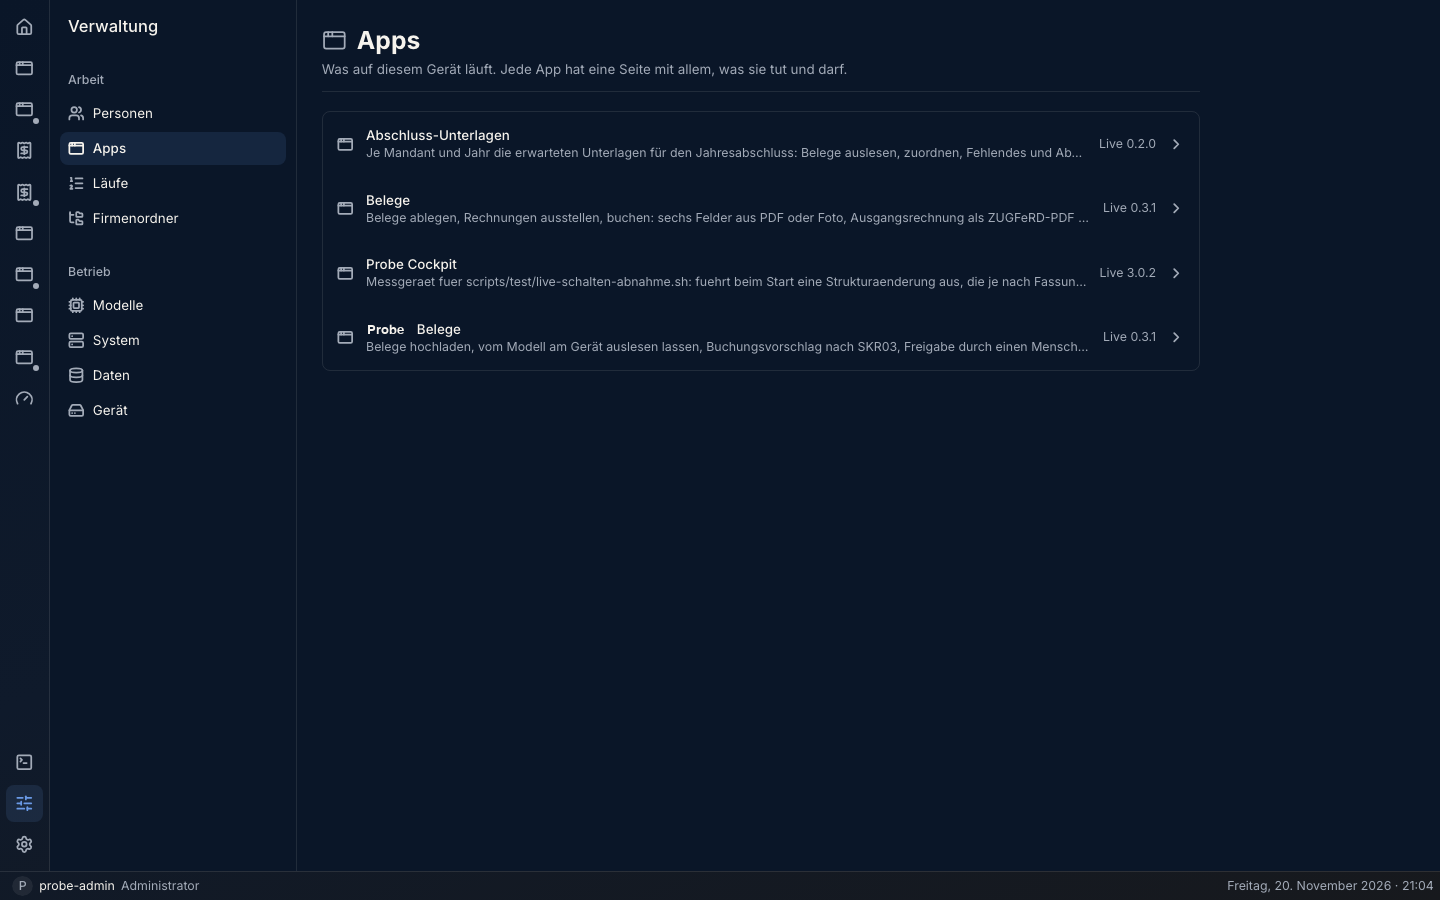 Verwaltung
Arbeit
Personen
Apps
Läufe
Firmenordner
Betrieb
Modelle
System
Daten
Gerät
Apps
Was auf diesem Gerät läuft. Jede App hat eine Seite mit allem, was sie tut und darf.
Abschluss-Unterlagen
Je Mandant und Jahr die erwarteten Unterlagen für den Jahresabschluss: Belege auslesen, zuordnen, Fehlendes und Ab...
Live 0.2.0
Belege
Belege ablegen, Rechnungen ausstellen, buchen: sechs Felder aus PDF oder Foto, Ausgangsrechnung als ZUGFeRD-PDF ...
Live 0.3.1
Probe Cockpit
Messgeraet fuer scripts/test/live-schalten-abnahme.sh: fuehrt beim Start eine Strukturaenderung aus, die je nach Fassun...
Live 3.0.2
Probe Belege
Belege hochladen, vom Modell am Gerät auslesen lassen, Buchungsvorschlag nach SKR03, Freigabe durch einen Mensch...
Live 0.3.1
P probe-admin Administrator
Freitag, 20. November 2026 · 21:04